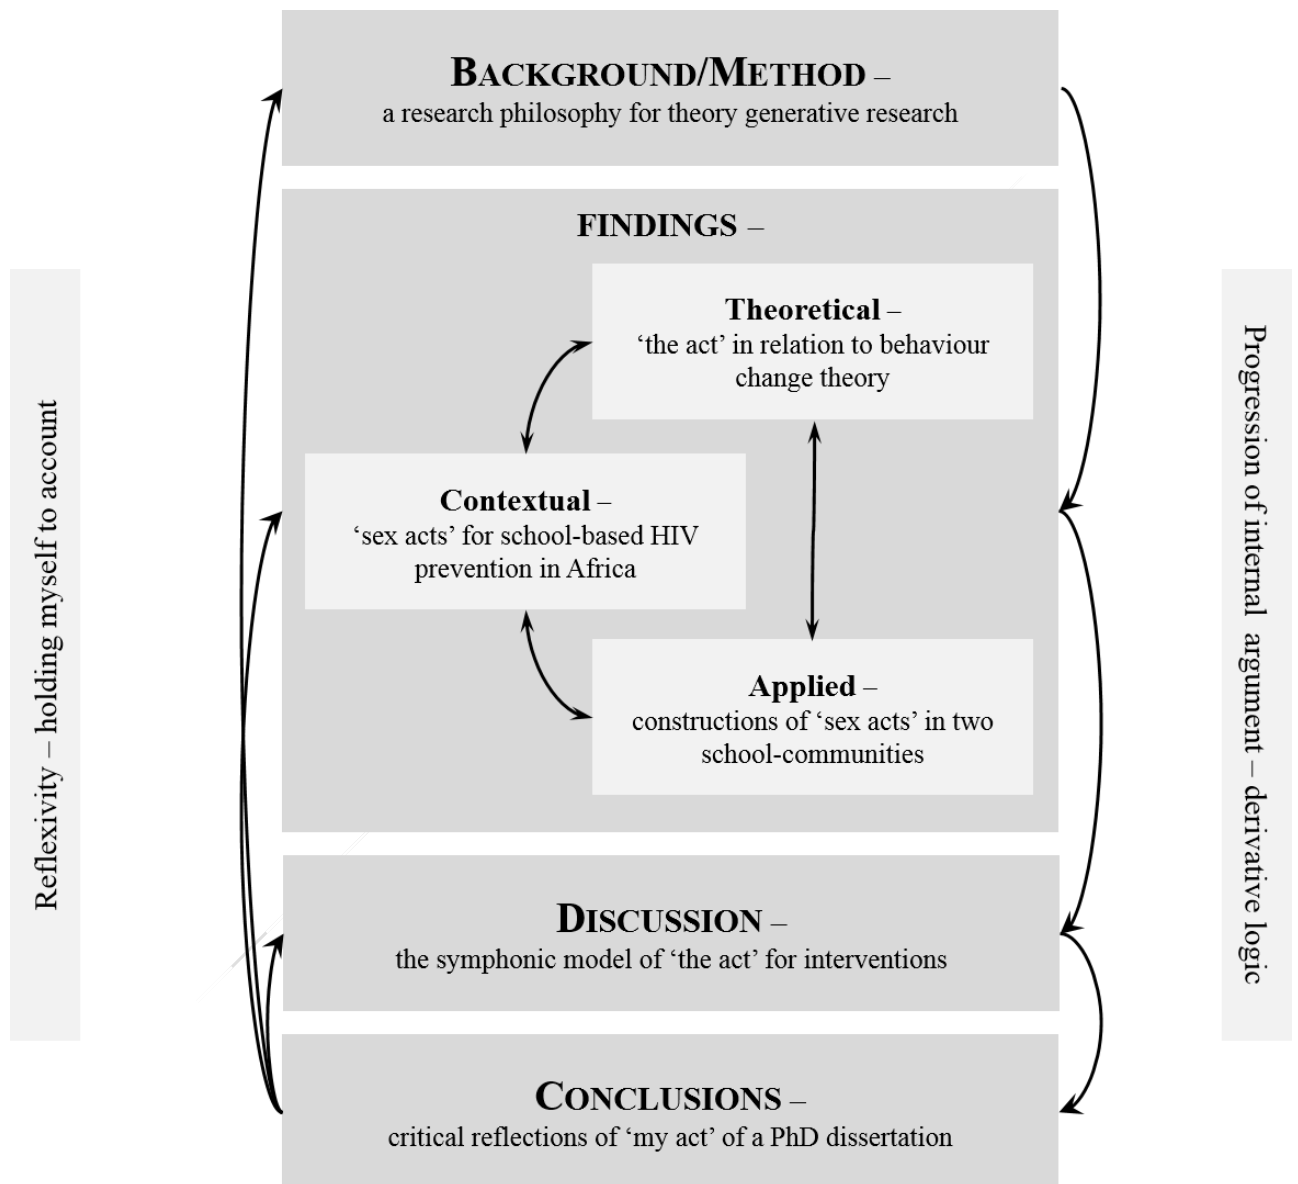 BACKGROUND/METHOD –
a research philosophy for theory generative research
FINDINGS –
Theoretical –
‘the act’ in relation to behaviour
change theory
Contextual –
‘sex acts’ for school-based HIV
prevention in Africa
Applied –
constructions of ‘sex acts’ in two
school-communities
DISCUSSION –
the symphonic model of ‘the act’ for interventions
CONCLUSIONS –
critical reflections of ‘my act’ of a PhD dissertation
Reflexivity – holding myself to account
Progression of internal argument – derivative logic